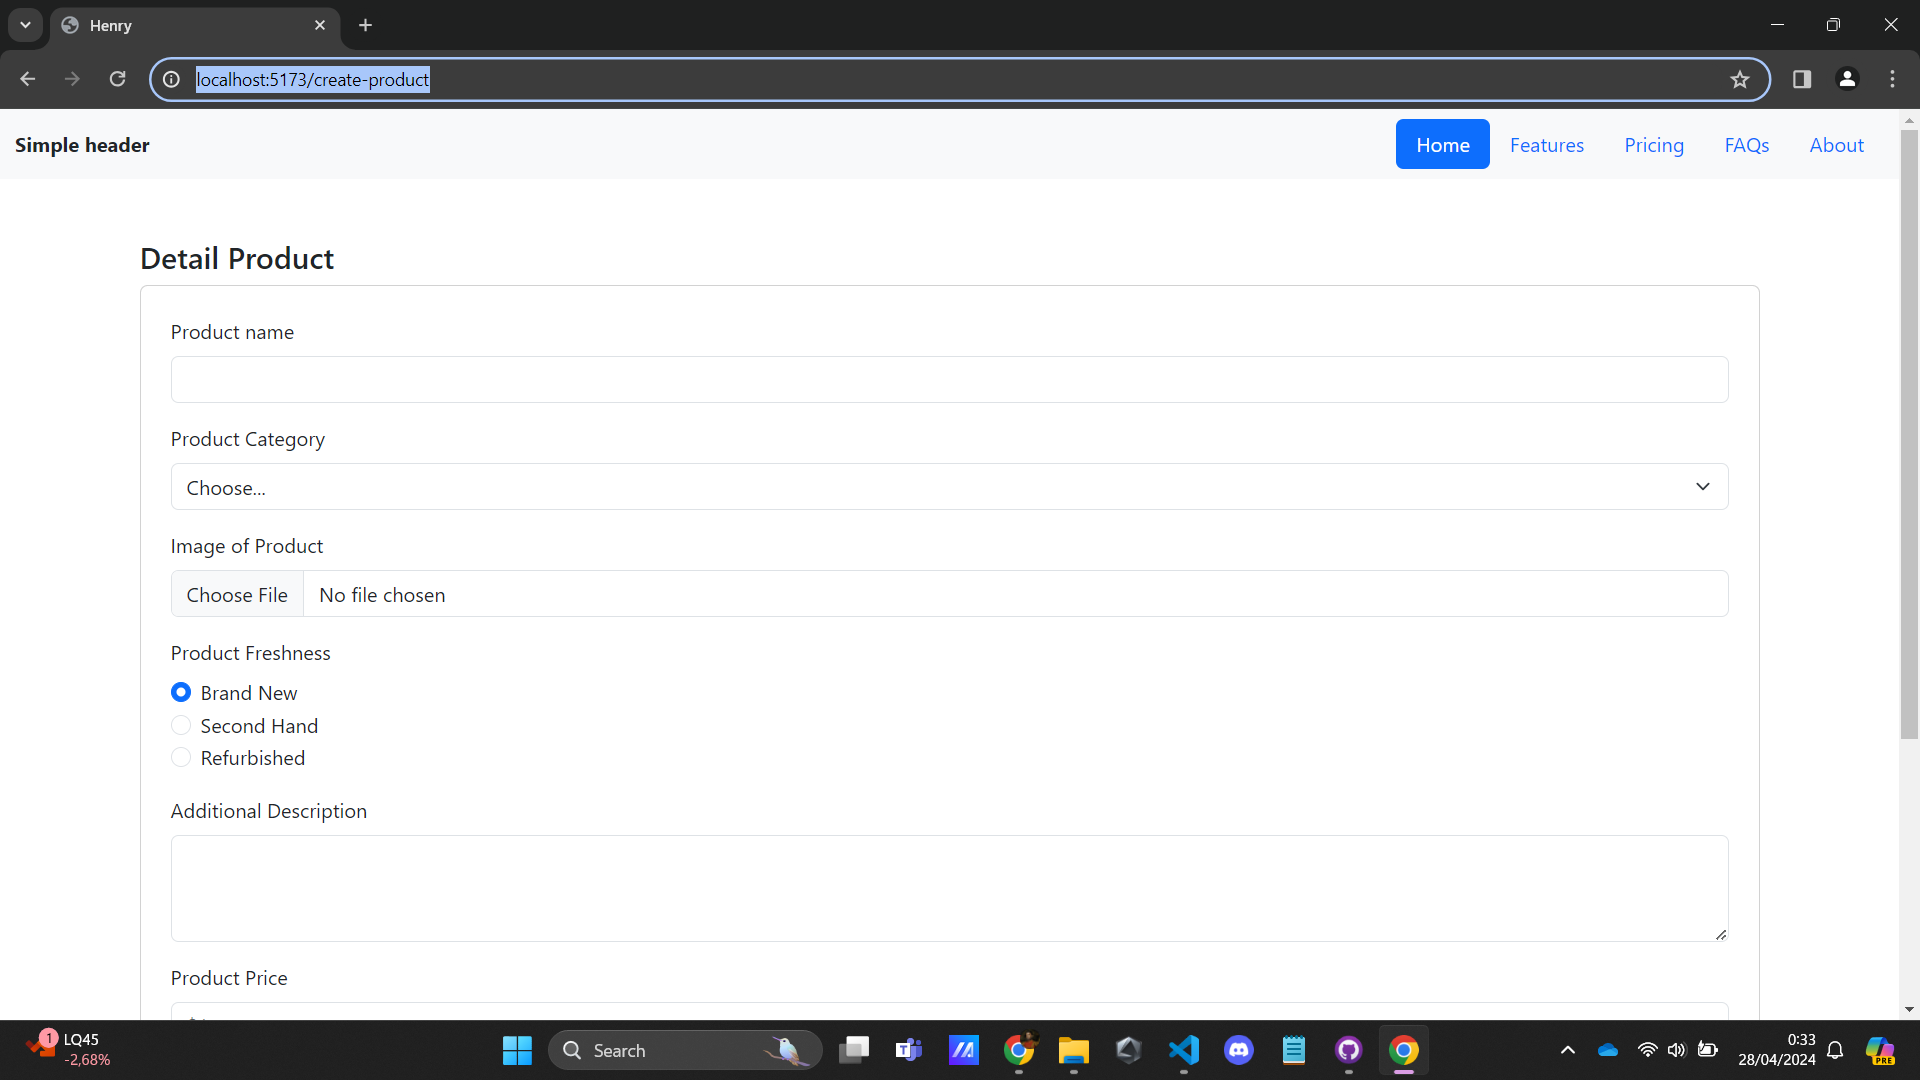 Henry
localhost:5173/create-product
Simple header
Home
Features
Pricing
FAQs
About
Detail Product
Product name
Product Category
Choose...
Image of Product
Choose File
No file chosen
Product Freshness
Brand New
Second Hand
Refurbished
Additional Description
Product Price
1
LQ45
-2,68%
Search
0:33
28/04/2024
PRE